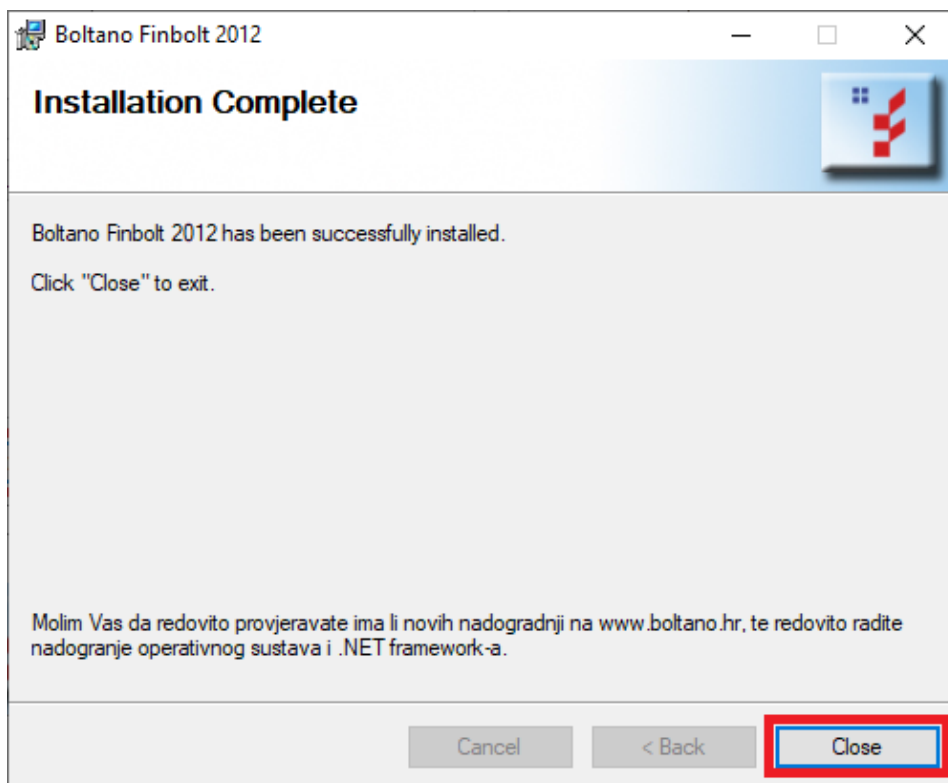 Boltano Finbolt 2012
Installation Complete
Boltano Finbolt 2012 has been successfully installed.
Click "Close" to exit.
Molim Vas da redovito provjeravate ima li novih nadogradnji na www.boltano.hr, te redovito radite
nadogranje operativnog sustava i .NET framework-a.
Cancel
< Back
Close